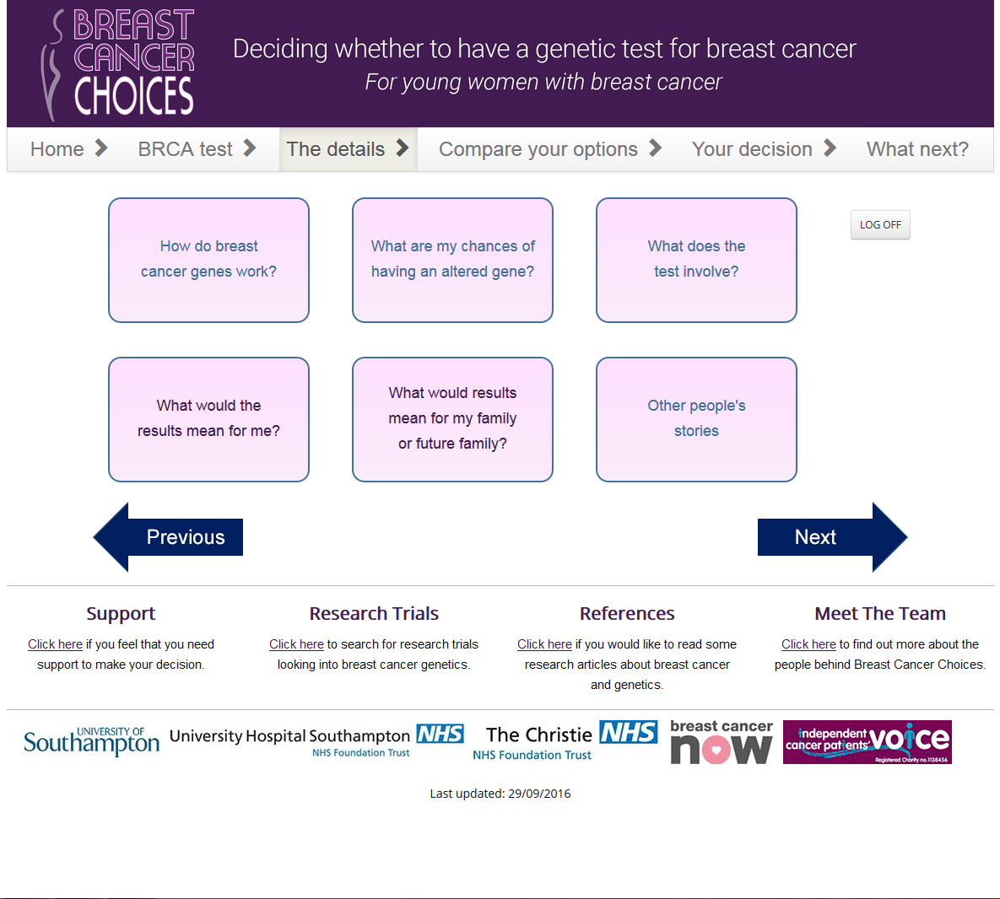 BREAST
CANCER
CHOICES
Deciding whether to have a genetic test for breast cancer
For young women with breast cancer
Home BRCA test The details Compare your options Your decision What next?
LOG OFF
How do breast
cancer genes work?
What are my chances of
having an altered gene?
What does the
test involve?
What would the
results mean for me?
What would results
mean for my family
or future family?
Other people's
stories
Previous
Next
Support
Click here if you feel that you need
support to make your decision.
Research Trials
Click here to search for research trials
looking into breast cancer genetics.
References
Click here if you would like to read some
research articles about breast cancer
and genetics.
Meet The Team
Click here to find out more about the
people behind Breast Cancer Choices.
UNIVERSITY OF
Southampton
University Hospital Southampton NHS
NHS Foundation Trust
The Christie NHS
NHS Foundation Trust
breast cancer
now
independent
cancer patients' voice
Registered Charity no.1138456
Last updated: 29/09/2016